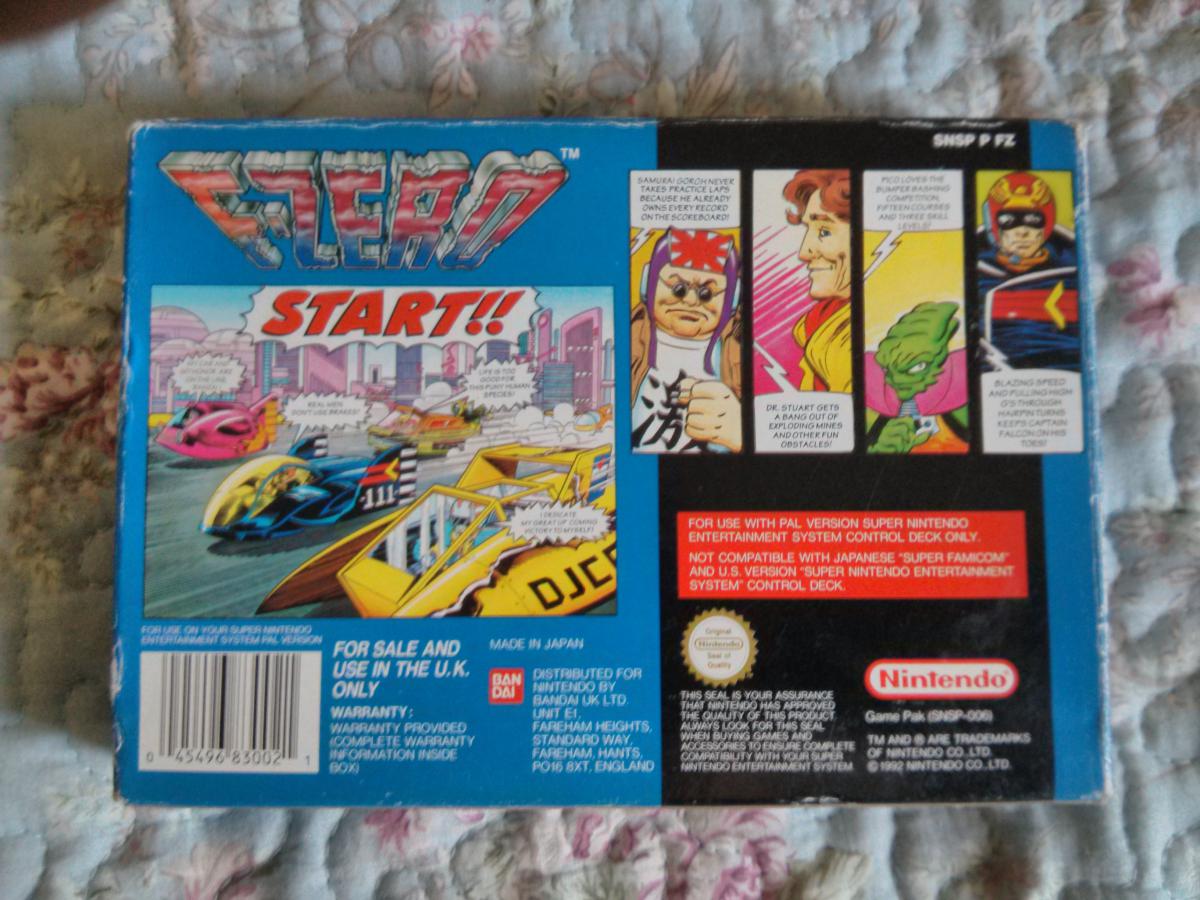 F-ZERO™
SNSP P FZ
START!!
ON THE LINE.
REAL MEN
DON'T USE BRAKES!
LIFE IS TOO
GOOD FOR
THIS PUNY HUMAN
SPECIES!
I DEDICATE
MY GREAT UP COMING
VICTORY TO MYSELF!
111
DJC
SAMURAI GOROH NEVER
TAKES PRACTICE LAPS
BECAUSE HE ALREADY
OWNS EVERY RECORD
ON THE SCOREBOARD!
激
DR. STUART GETS
A BANG OUT OF
EXPLODING MINES
AND OTHER FUN
OBSTACLES!
PICO LOVES THE
BUMPER BASHING
COMPETITION,
FIFTEEN COURSES
AND THREE SKILL
LEVELS!
BLAZING SPEED
AND PULLING HIGH
G'S THROUGH
HAIRPIN TURNS
KEEPS CAPTAIN
FALCON ON HIS
TOES!
FOR USE WITH PAL VERSION SUPER NINTENDO
ENTERTAINMENT SYSTEM CONTROL DECK ONLY.
NOT COMPATIBLE WITH JAPANESE "SUPER FAMICOM"
AND U.S. VERSION "SUPER NINTENDO ENTERTAINMENT
SYSTEM" CONTROL DECK.
FOR USE ON YOUR SUPER NINTENDO
ENTERTAINMENT SYSTEM PAL VERSION
0 45496 83002 1
FOR SALE AND
USE IN THE U.K.
ONLY
WARRANTY:
WARRANTY PROVIDED
(COMPLETE WARRANTY
INFORMATION INSIDE
BOX)
MADE IN JAPAN
BAN
DAI
DISTRIBUTED FOR
NINTENDO BY
BANDAI UK LTD.
UNIT E1,
FAREHAM HEIGHTS,
STANDARD WAY,
FAREHAM, HANTS,
PO16 8XT, ENGLAND
Original
Nintendo
Seal of
Quality
THIS SEAL IS YOUR ASSURANCE
THAT NINTENDO HAS APPROVED
THE QUALITY OF THIS PRODUCT.
ALWAYS LOOK FOR THIS SEAL
WHEN BUYING GAMES AND
ACCESSORIES TO ENSURE COMPLETE
COMPATIBILITY WITH YOUR SUPER
NINTENDO ENTERTAINMENT SYSTEM
Nintendo®
Game Pak (SNSP-006)
TM AND ® ARE TRADEMARKS
OF NINTENDO CO., LTD.
© 1992 NINTENDO CO., LTD.